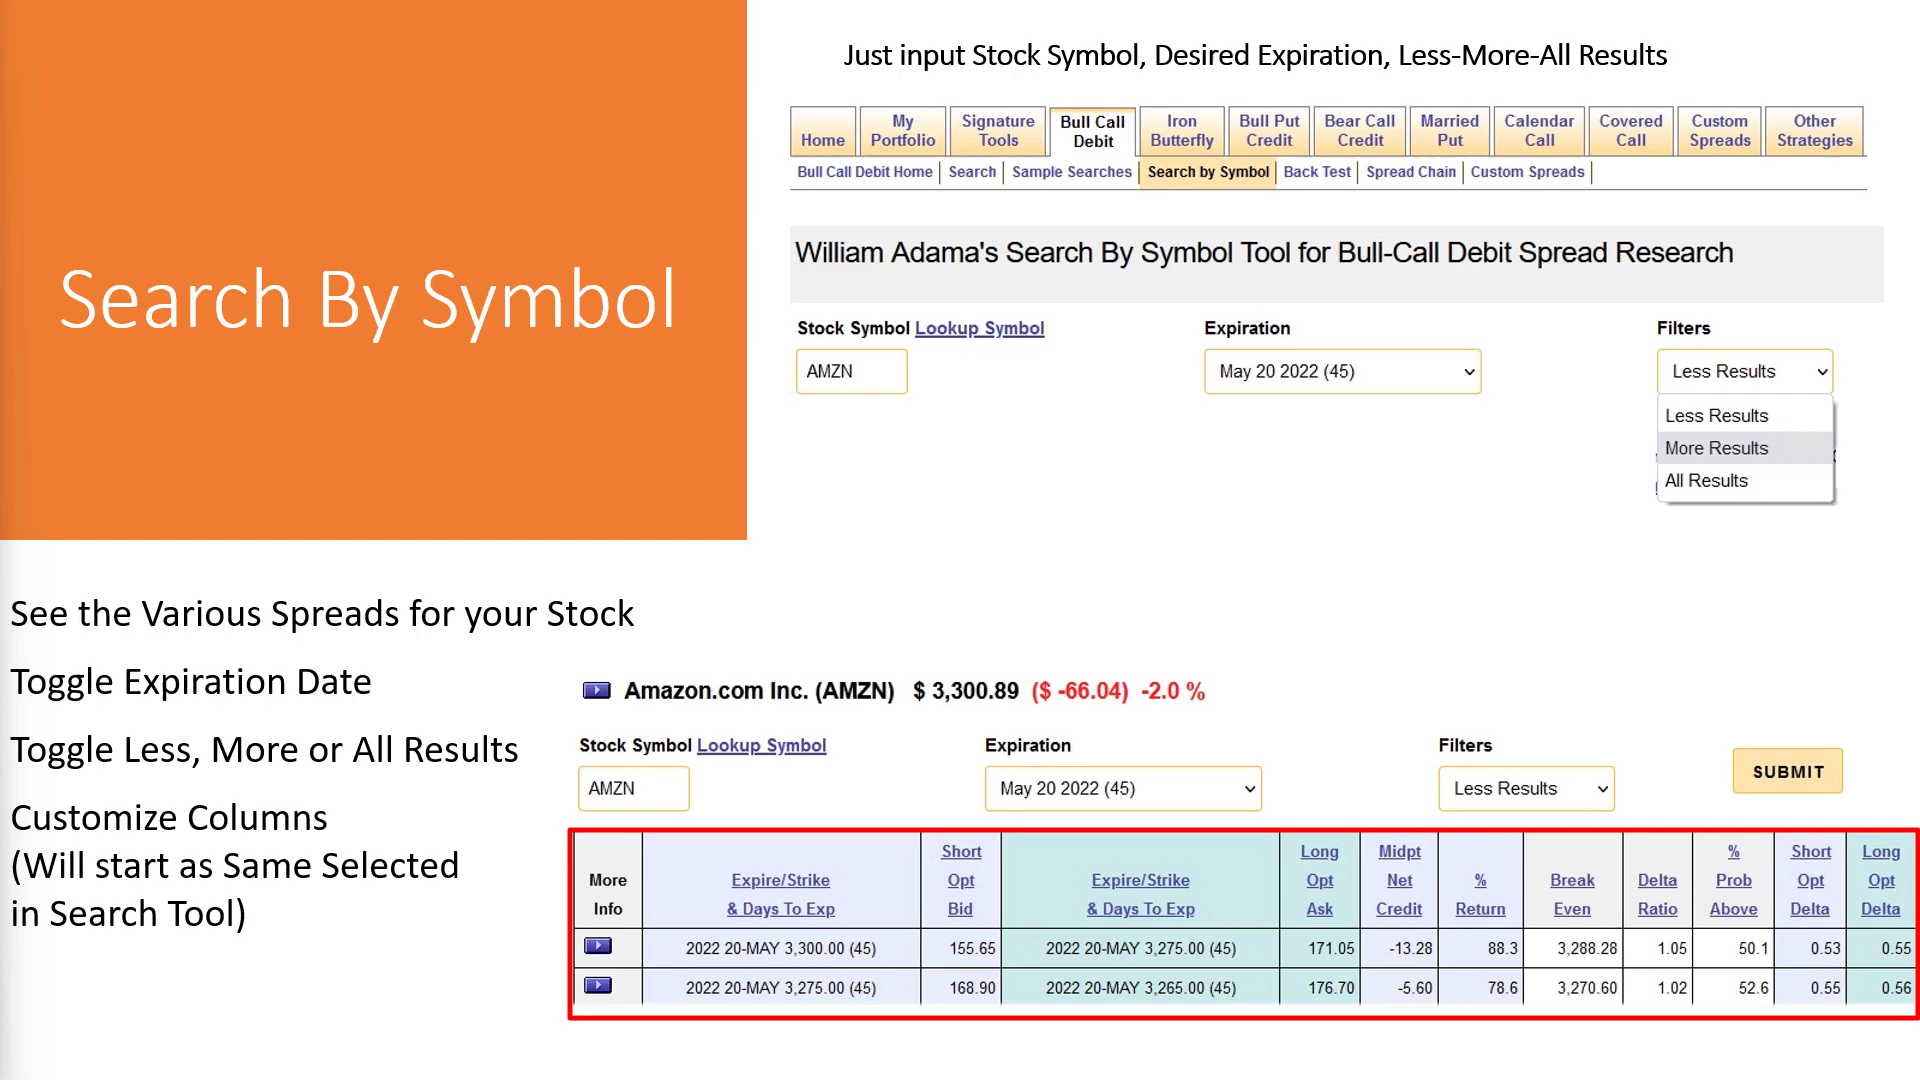 Search By Symbol
Just input Stock Symbol, Desired Expiration, Less-More-All Results
Home
My Portfolio
Signature Tools
Bull Call Debit
Iron Butterfly
Bull Put Credit
Bear Call Credit
Married Put
Calendar Call
Covered Call
Custom Spreads
Other Strategies
Bull Call Debit Home | Search | Sample Searches | Search by Symbol | Back Test | Spread Chain | Custom Spreads
William Adama's Search By Symbol Tool for Bull-Call Debit Spread Research
Stock Symbol Lookup Symbol Expiration Filters
AMZN May 20 2022 (45) Less Results
Less Results
More Results
All Results
See the Various Spreads for your Stock
Toggle Expiration Date
Toggle Less, More or All Results
Customize Columns
(Will start as Same Selected
in Search Tool)
Amazon.com Inc. (AMZN) $ 3,300.89 ($ -66.04) -2.0 %
Stock Symbol Lookup Symbol Expiration Filters
AMZN May 20 2022 (45) Less Results SUBMIT
More Info
Expire/Strike & Days To Exp
Short Opt Bid
Expire/Strike & Days To Exp
Long Opt Ask
Midpt Net Credit
% Return
Break Even
Delta Ratio
% Prob Above
Short Opt Delta
Long Opt Delta
2022 20-MAY 3,300.00 (45) 155.65 2022 20-MAY 3,275.00 (45) 171.05 -13.28 88.3 3,288.28 1.05 50.1 0.53 0.55
2022 20-MAY 3,275.00 (45) 168.90 2022 20-MAY 3,265.00 (45) 176.70 -5.60 78.6 3,270.60 1.02 52.6 0.55 0.56